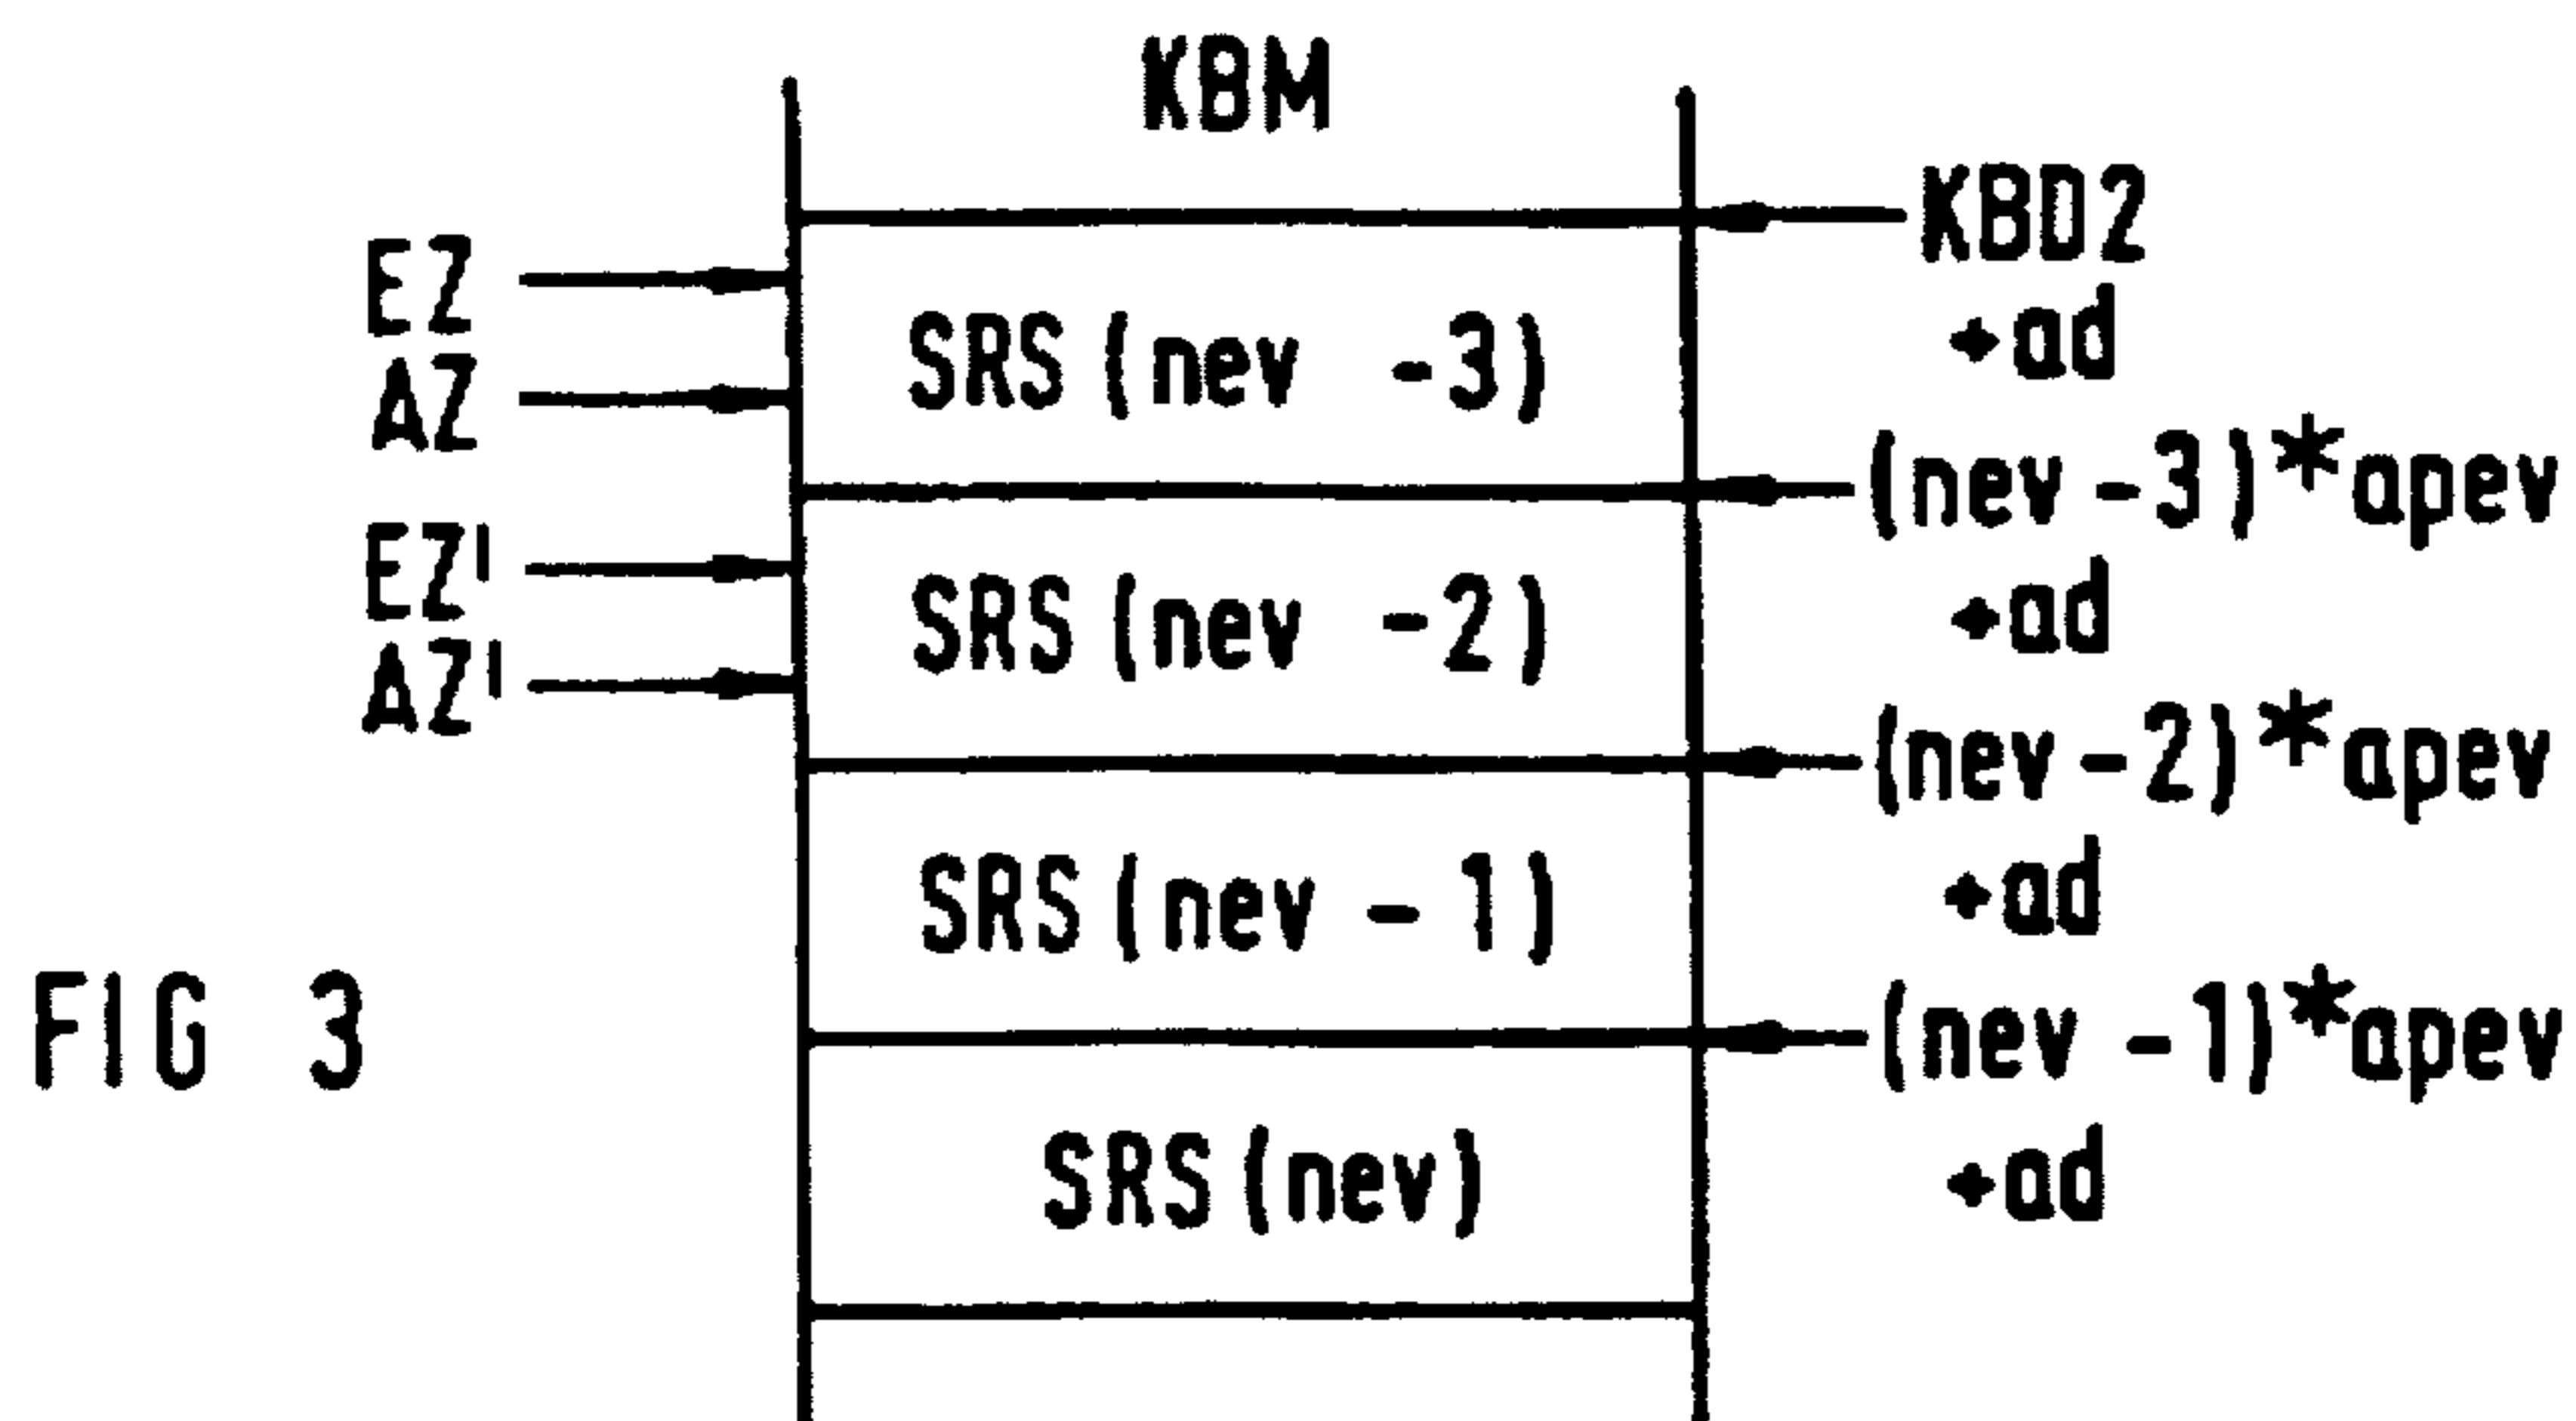 KBM
KBD2
+ad
EZ
AZ
SRS (nev -3)
(nev -3)*apev
+ad
EZ'
AZ'
SRS (nev -2)
(nev -2)*apev
+ad
SRS (nev -1)
(nev -1)*apev
+ad
SRS (nev)
FIG 3